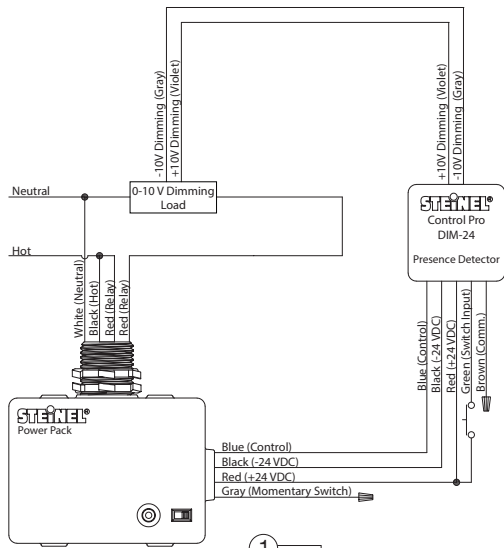 -10V Dimming (Gray)
+10V Dimming (Violet)
+10V Dimming (Violet)
-10V Dimming (Gray)
Neutral
0-10 V Dimming
Load
STEINEL®
Control Pro
DIM-24
Presence Detector
Hot
White (Neutral)
Black (Hot)
Red (Relay)
Red (Relay)
Blue (Control)
Black (-24 VDC)
Red (+24 VDC)
Green (Switch Input)
Brown (Comm.)
STEINEL®
Power Pack
Blue (Control)
Black (-24 VDC)
Red (+24 VDC)
Gray (Momentary Switch)
1